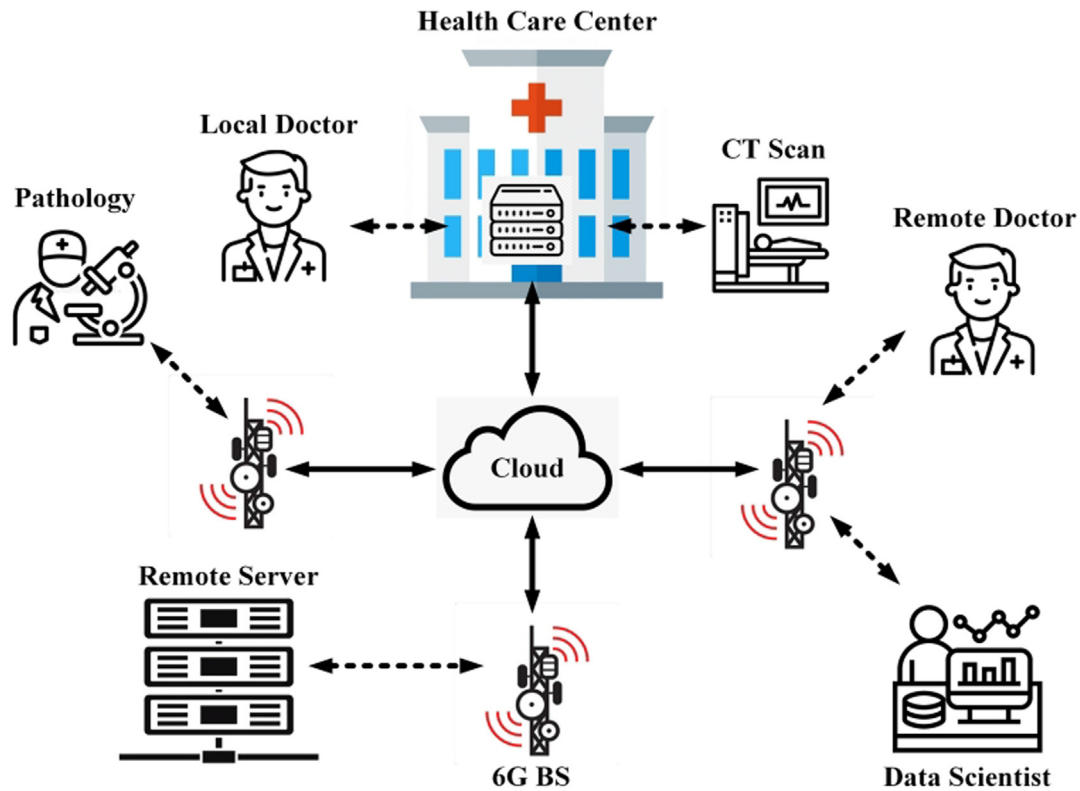 Health Care Center
Local Doctor
CT Scan
Pathology
Remote Doctor
Cloud
Remote Server
6G BS
Data Scientist